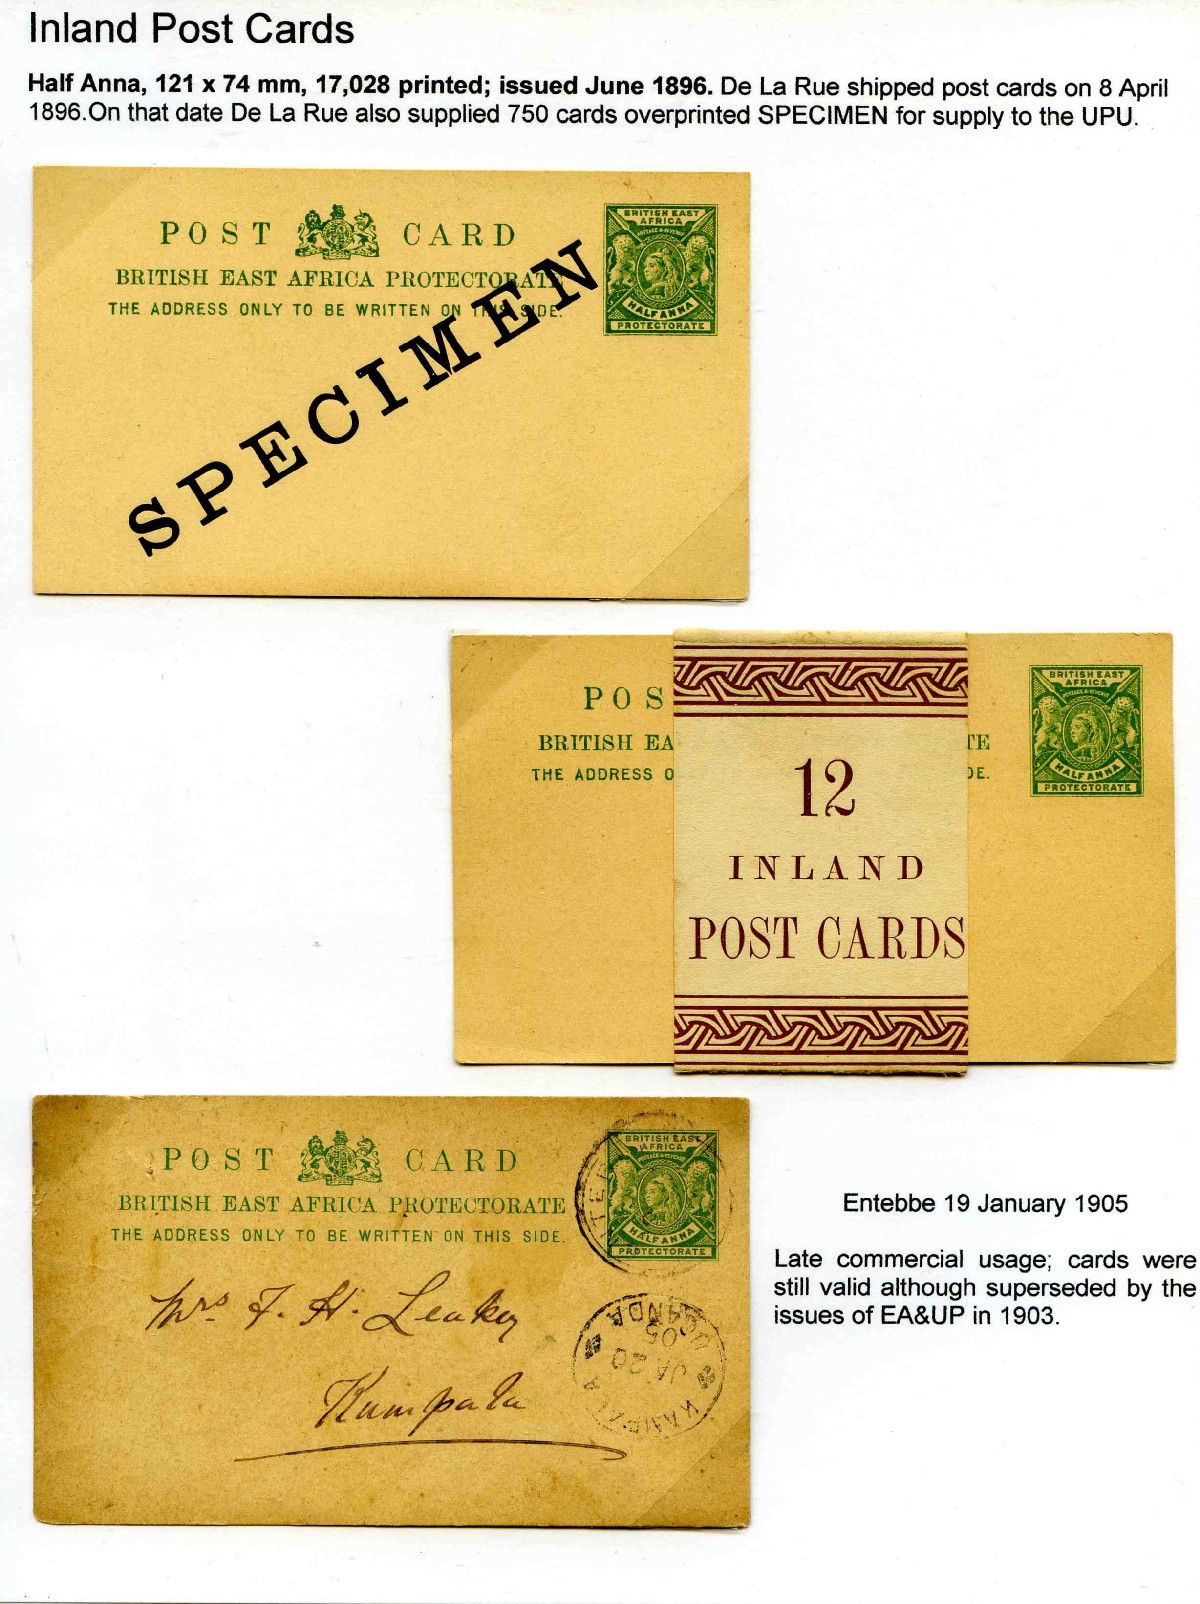 Inland Post Cards
Half Anna, 121 x 74 mm, 17,028 printed; issued June 1896. De La Rue shipped post cards on 8 April
1896.On that date De La Rue also supplied 750 cards overprinted SPECIMEN for supply to the UPU.
POST CARD
BRITISH EAST AFRICA PROTECTORATE
THE ADDRESS ONLY TO BE WRITTEN ON THIS SIDE.
BRITISH EAST
AFRICA
POSTAGE & REVENUE
HALF ANNA
PROTECTORATE
SPECIMEN
POS
BRITISH EA
THE ADDRESS O
TE
DE.
BRITISH EAST
AFRICA
POSTAGE & REVENUE
HALF ANNA
PROTECTORATE
12
INLAND
POST CARDS
POST CARD
BRITISH EAST AFRICA PROTECTORATE
THE ADDRESS ONLY TO BE WRITTEN ON THIS SIDE.
BRITISH EAST
AFRICA
POSTAGE & REVENUE
HALF ANNA
PROTECTORATE
Mrs F. H. Leakey
Kampala
KAMPALA
JA 20
05
UGANDA
Entebbe 19 January 1905
Late commercial usage; cards were
still valid although superseded by the
issues of EA&UP in 1903.